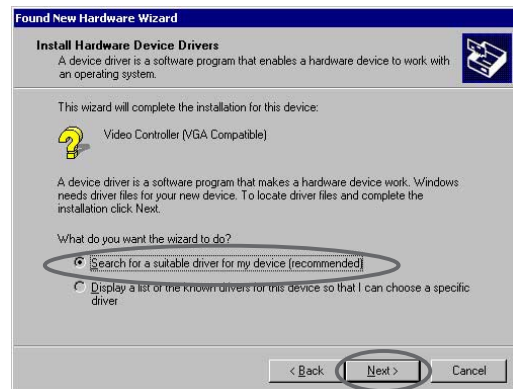 Found New Hardware Wizard
Install Hardware Device Drivers
A device driver is a software program that enables a hardware device to work with
an operating system.
This wizard will complete the installation for this device:
Video Controller (VGA Compatible)
A device driver is a software program that makes a hardware device work. Windows
needs driver files for your new device. To locate driver files and complete the
installation click Next.
What do you want the wizard to do?
Search for a suitable driver for my device (recommended)
Display a list of the known drivers for this device so that I can choose a specific
driver
< Back
Next >
Cancel